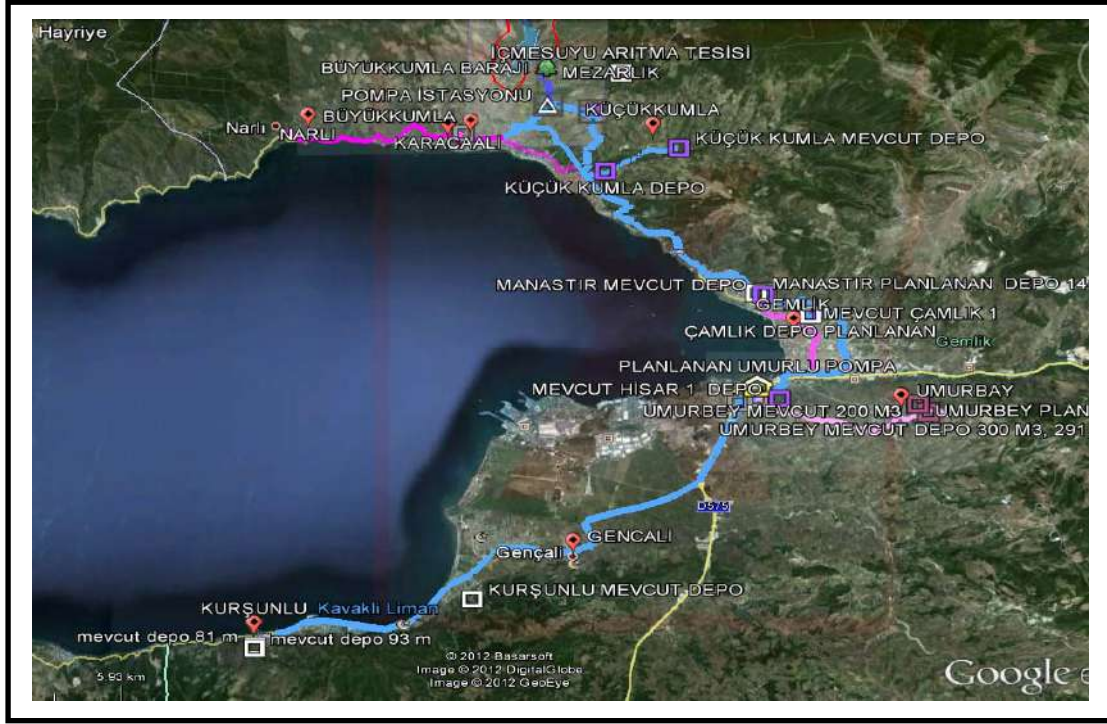 Hayriye
İÇMESUYU ARITMA TESİSİ
BÜYÜKKUMLA BARAJI
MEZARLIK
POMPA İSTASYONU
KÜÇÜKKUMLA
BÜYÜKKUMLA
Narlı
NARLI
KARACAALİ
KÜÇÜK KUMLA MEVCUT DEPO
KÜÇÜK KUMLA DEPO
MANASTIR MEVCUT DEPO
MANASTIR PLANLANAN DEPO 14
GEMLİK
MEVCUT ÇAMLIK 1
ÇAMLIK DEPO PLANLANAN
Gemlik
PLANLANAN UMURLU POMPA
MEVCUT HİSAR 1 DEPO
UMURBAY
UMURBEY MEVCUT 200 M3
UMURBEY PLAN
UMURBEY MEVCUT DEPO 300 M3, 291
D575
GENCALI
Gençali
KURŞUNLU MEVCUT DEPO
KURŞUNLU
Kavaklı Liman
mevcut depo 81 m
mevcut depo 93 m
© 2012 Basarsoft
Image © 2012 DigitalGlobe
Image © 2012 GeoEye
5.93 km
Google e